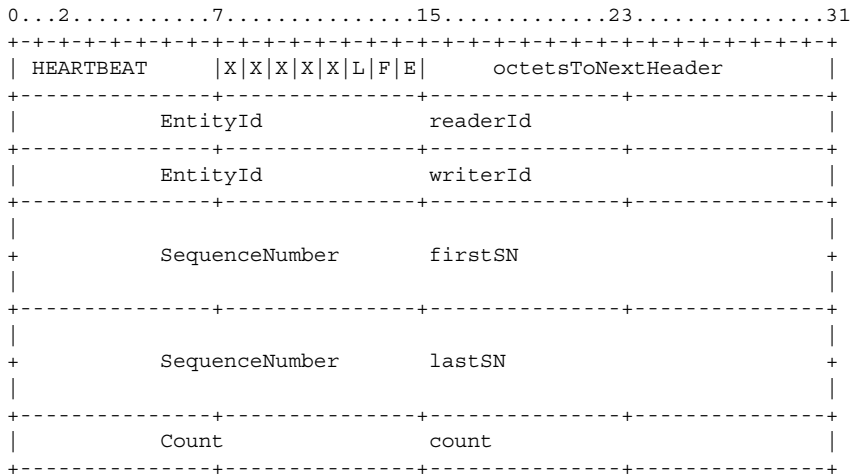 0...2...........7...............15.............23...............31
+-+-+-+-+-+-+-+-+-+-+-+-+-+-+-+-+-+-+-+-+-+-+-+-+-+-+-+-+-+-+-+-+
| HEARTBEAT     |X|X|X|X|X|L|F|E|     octetsToNextHeader        |
+---------------+---------------+---------------+---------------+
|           EntityId             readerId                       |
+---------------+---------------+---------------+---------------+
|           EntityId             writerId                       |
+---------------+---------------+---------------+---------------+
|                                                               |
+           SequenceNumber       firstSN                        +
|                                                               |
+---------------+---------------+---------------+---------------+
|                                                               |
+           SequenceNumber       lastSN                         +
|                                                               |
+---------------+---------------+---------------+---------------+
|           Count                count                          |
+---------------+---------------+---------------+---------------+